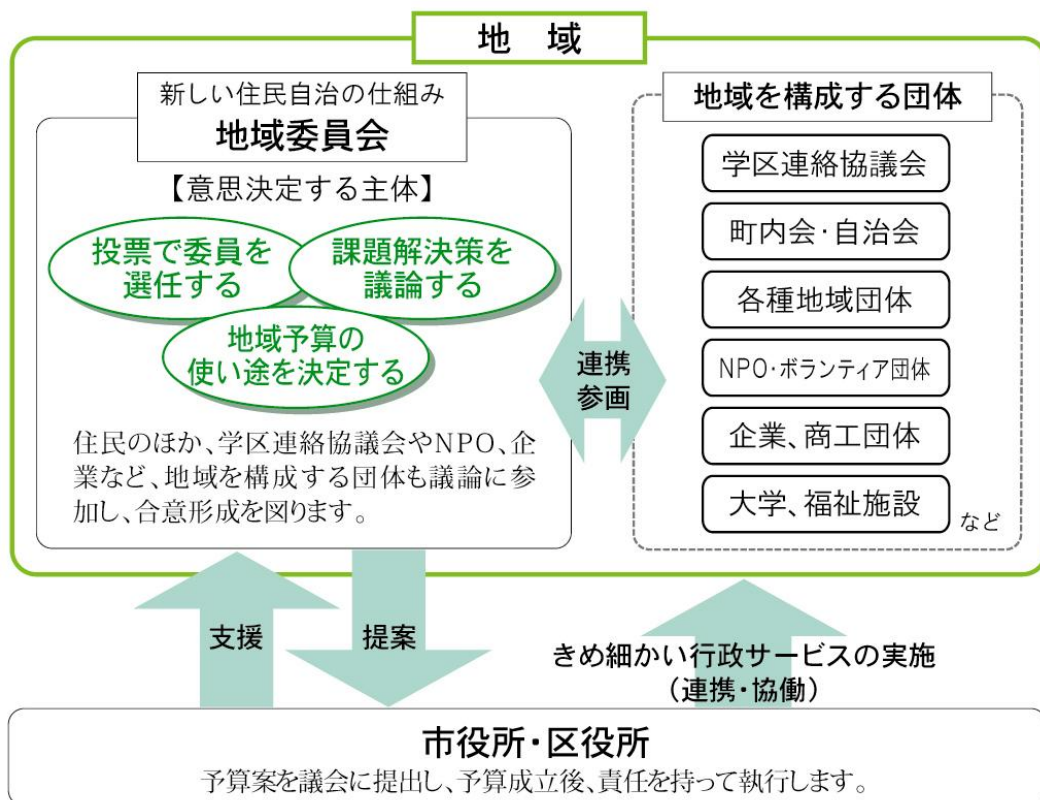 地 域
新しい住民自治の仕組み
地域委員会
【意思決定する主体】
投票で委員を
選任する
課題解決策を
議論する
地域予算の
使い途を決定する
住民のほか、学区連絡協議会やNPO、企
業など、地域を構成する団体も議論に参
加し、合意形成を図ります。
連携
参画
地域を構成する団体
学区連絡協議会
町内会・自治会
各種地域団体
NPO・ボランティア団体
企業、商工団体
大学、福祉施設
など
支援
提案
きめ細かい行政サービスの実施
（連携・協働）
市役所・区役所
予算案を議会に提出し、予算成立後、責任を持って執行します。